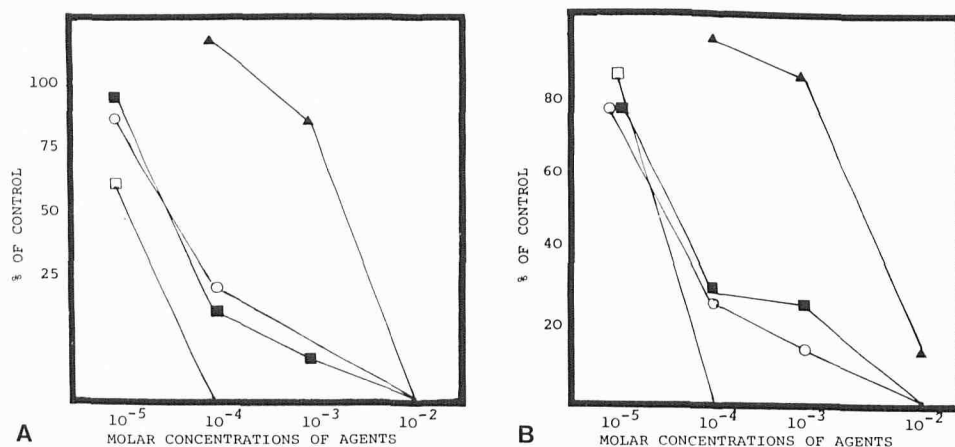 100
75
50
25
% OF CONTROL
10-5 10-4 10-3 10-2
MOLAR CONCENTRATIONS OF AGENTS
A
80
60
40
20
% OF CONTROL
10-5 10-4 10-3 10-2
MOLAR CONCENTRATIONS OF AGENTS
B